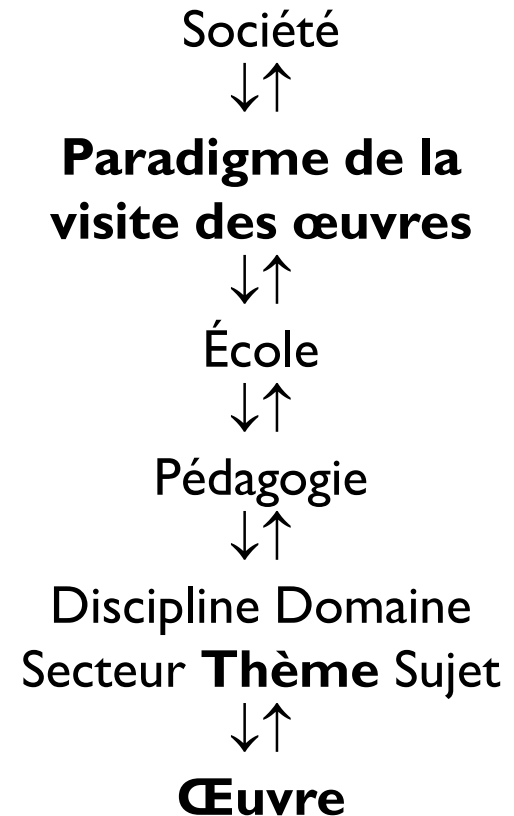 Société
↓↑
Paradigme de la
visite des œuvres
↓↑
École
↓↑
Pédagogie
↓↑
Discipline Domaine
Secteur Thème Sujet
↓↑
Œuvre